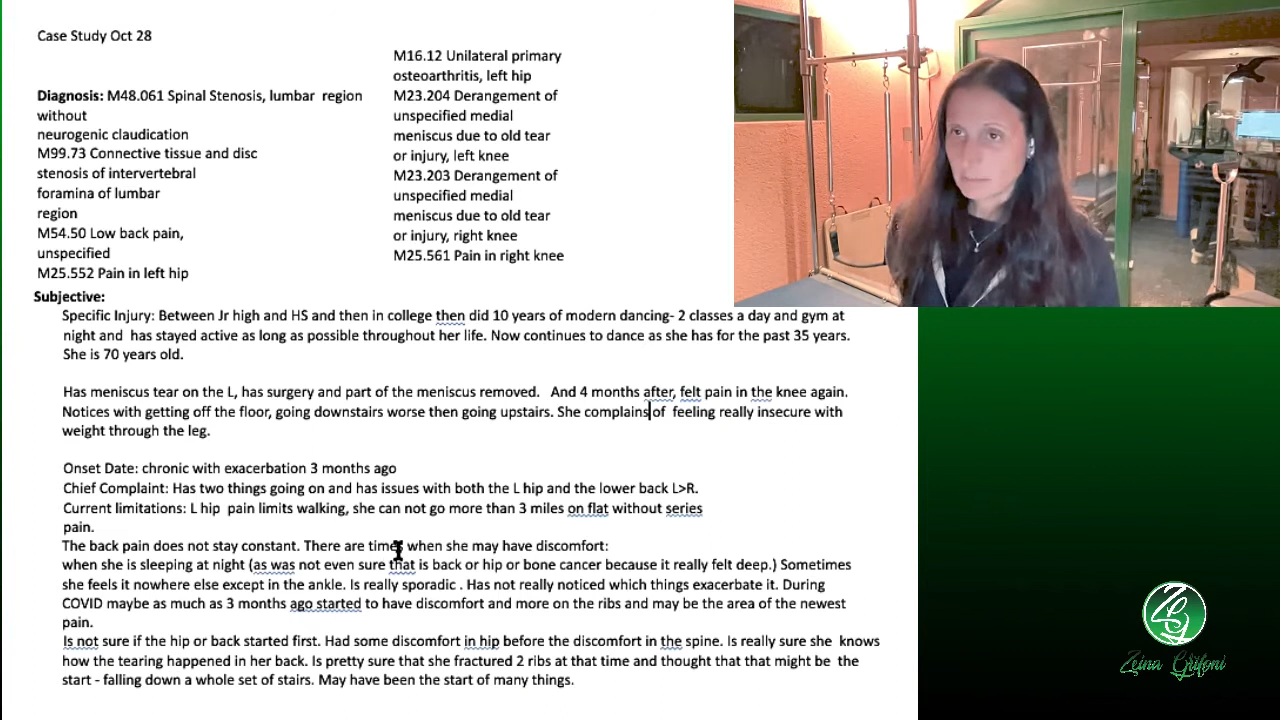 Case Study Oct 28
Diagnosis: M48.061 Spinal Stenosis, lumbar region
without
neurogenic claudication
M99.73 Connective tissue and disc
stenosis of intervertebral
foramina of lumbar
region
M54.50 Low back pain,
unspecified
M25.552 Pain in left hip
M16.12 Unilateral primary
osteoarthritis, left hip
M23.204 Derangement of
unspecified medial
meniscus due to old tear
or injury, left knee
M23.203 Derangement of
unspecified medial
meniscus due to old tear
or injury, right knee
M25.561 Pain in right knee
Subjective:
Specific Injury: Between Jr high and HS and then in college then did 10 years of modern dancing- 2 classes a day and gym at
night and has stayed active as long as possible throughout her life. Now continues to dance as she has for the past 35 years.
She is 70 years old.
Has meniscus tear on the L, has surgery and part of the meniscus removed. And 4 months after, felt pain in the knee again.
Notices with getting off the floor, going downstairs worse then going upstairs. She complains of feeling really insecure with
weight through the leg.
Onset Date: chronic with exacerbation 3 months ago
Chief Complaint: Has two things going on and has issues with both the L hip and the lower back L>R.
Current limitations: L hip pain limits walking, she can not go more than 3 miles on flat without series
pain.
The back pain does not stay constant. There are times when she may have discomfort:
when she is sleeping at night (as was not even sure that is back or hip or bone cancer because it really felt deep.) Sometimes
she feels it nowhere else except in the ankle. Is really sporadic . Has not really noticed which things exacerbate it. During
COVID maybe as much as 3 months ago started to have discomfort and more on the ribs and may be the area of the newest
pain.
Is not sure if the hip or back started first. Had some discomfort in hip before the discomfort in the spine. Is really sure she knows
how the tearing happened in her back. Is pretty sure that she fractured 2 ribs at that time and thought that that might be the
start - falling down a whole set of stairs. May have been the start of many things.
ZG
Zeina Grifoni